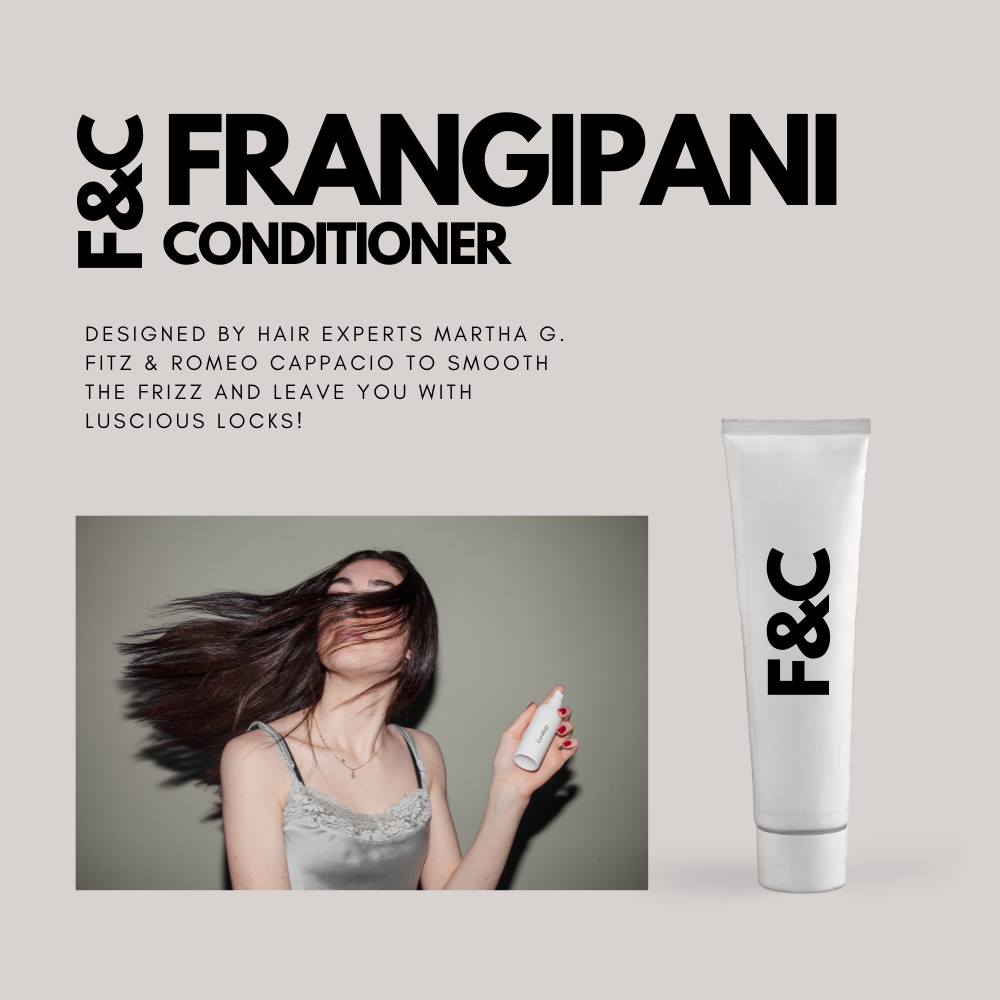 F&C
FRANGIPANI
CONDITIONER
DESIGNED BY HAIR EXPERTS MARTHA G.
FITZ & ROMEO CAPPACIO TO SMOOTH
THE FRIZZ AND LEAVE YOU WITH
LUSCIOUS LOCKS!
F&C